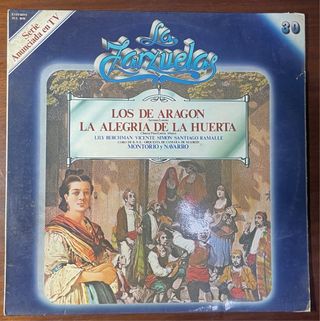 Serie
Anunciada en TV
30
La
Zarzuelas
LOS DE ARAGON
LA ALEGRIA DE LA HUERTA
LILY BERCHMAN VICENTE SIMON SANTIAGO RAMALLE
MONTORIO y NAVARRO